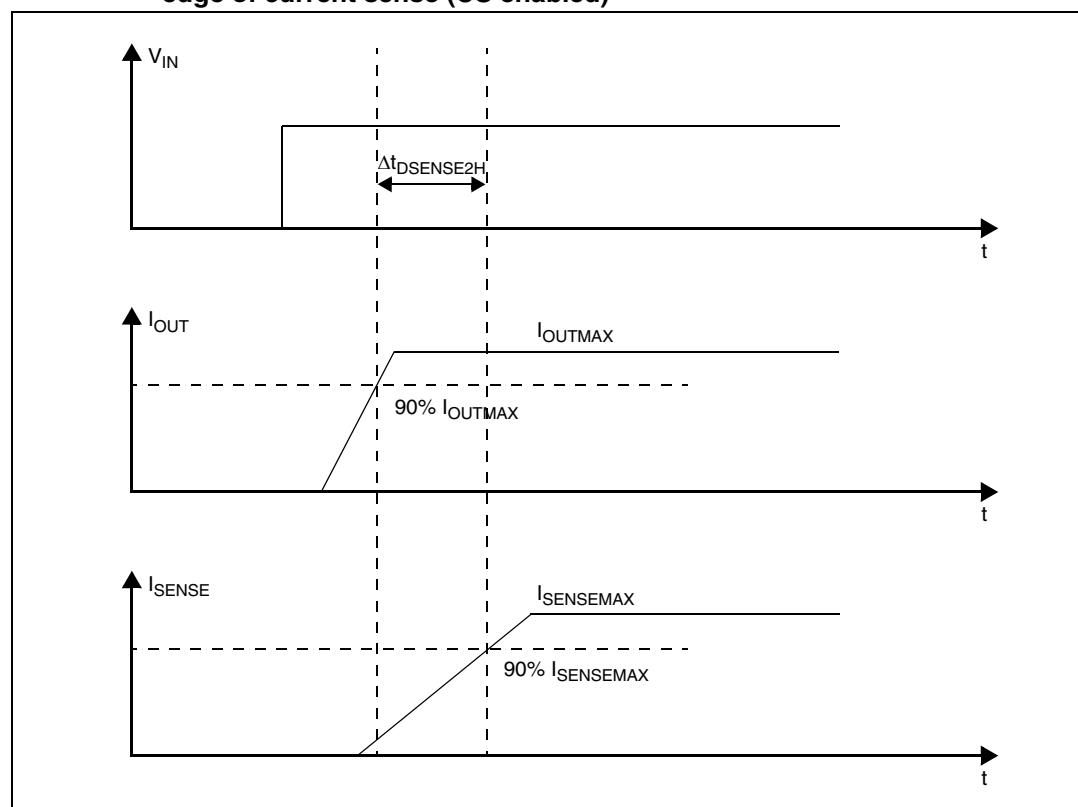 edge of current sense (CS enabled)
V_IN
Δt_DSENSE2H
t
I_OUT
I_OUTMAX
90% I_OUTMAX
t
I_SENSE
I_SENSEMAX
90% I_SENSEMAX
t